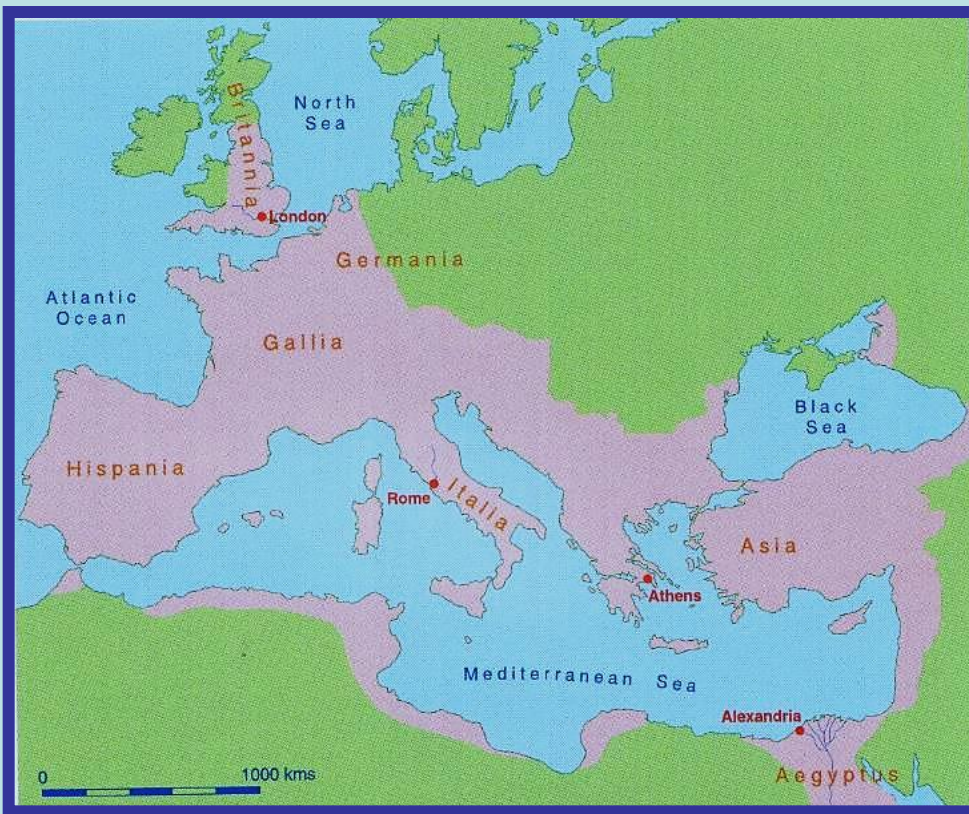 North
Sea
Britannia
London
Germania
Atlantic
Ocean
Gallia
Black
Sea
Hispania
Rome
Italia
Asia
Athens
Mediterranean Sea
Alexandria
Aegyptus
0 1000 kms